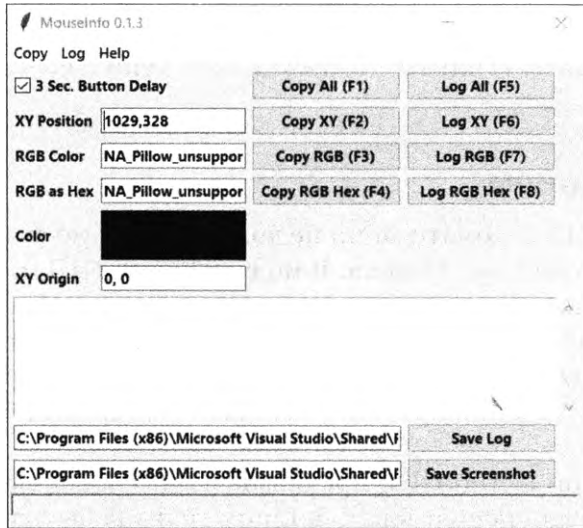 MouseInfo 0.1.3
Copy Log Help
3 Sec. Button Delay Copy All (F1) Log All (F5)
XY Position 1029,328 Copy XY (F2) Log XY (F6)
RGB Color NA_Pillow_unsuppor Copy RGB (F3) Log RGB (F7)
RGB as Hex NA_Pillow_unsuppor Copy RGB Hex (F4) Log RGB Hex (F8)
Color
XY Origin 0, 0
C:\Program Files (x86)\Microsoft Visual Studio\Shared\F Save Log
C:\Program Files (x86)\Microsoft Visual Studio\Shared\F Save Screenshot